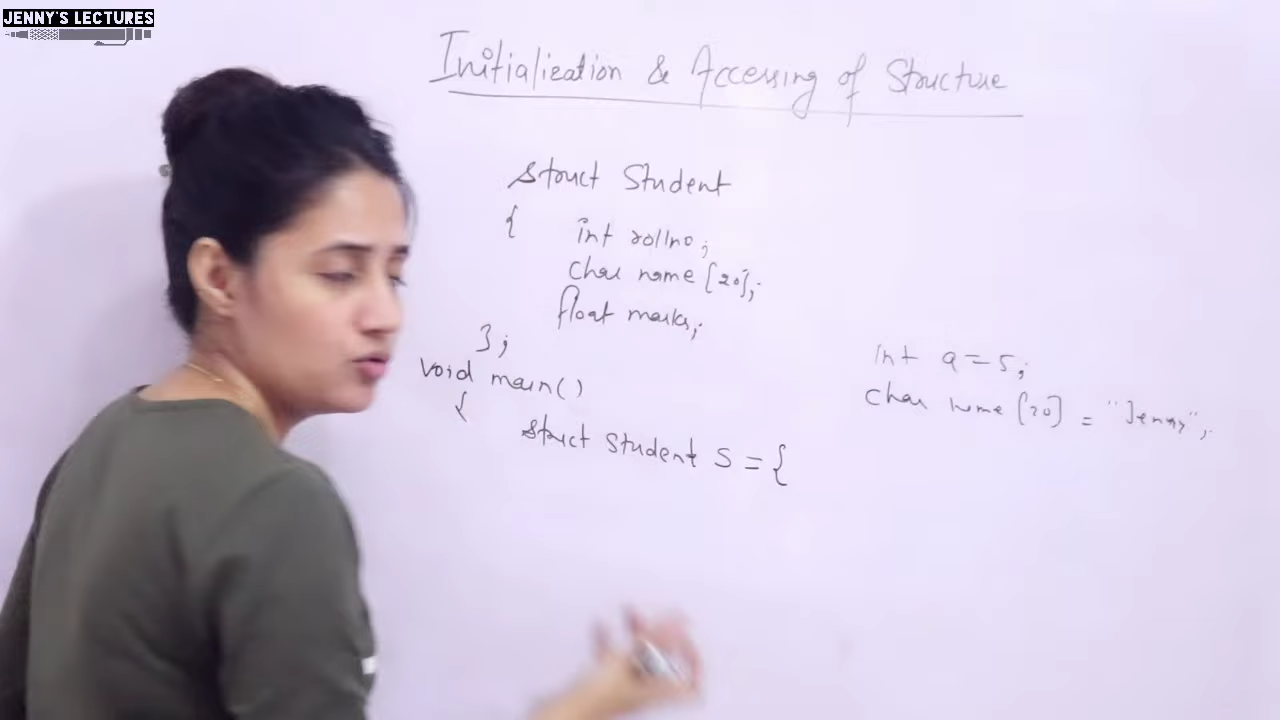 JENNY'S LECTURES
Initialization & Accessing of Structure
struct Student
{ int rollno;
char name [20];
float marks;
};
void main()
{
struct Student S = {
int a = 5;
char name [20] = "Jenny";